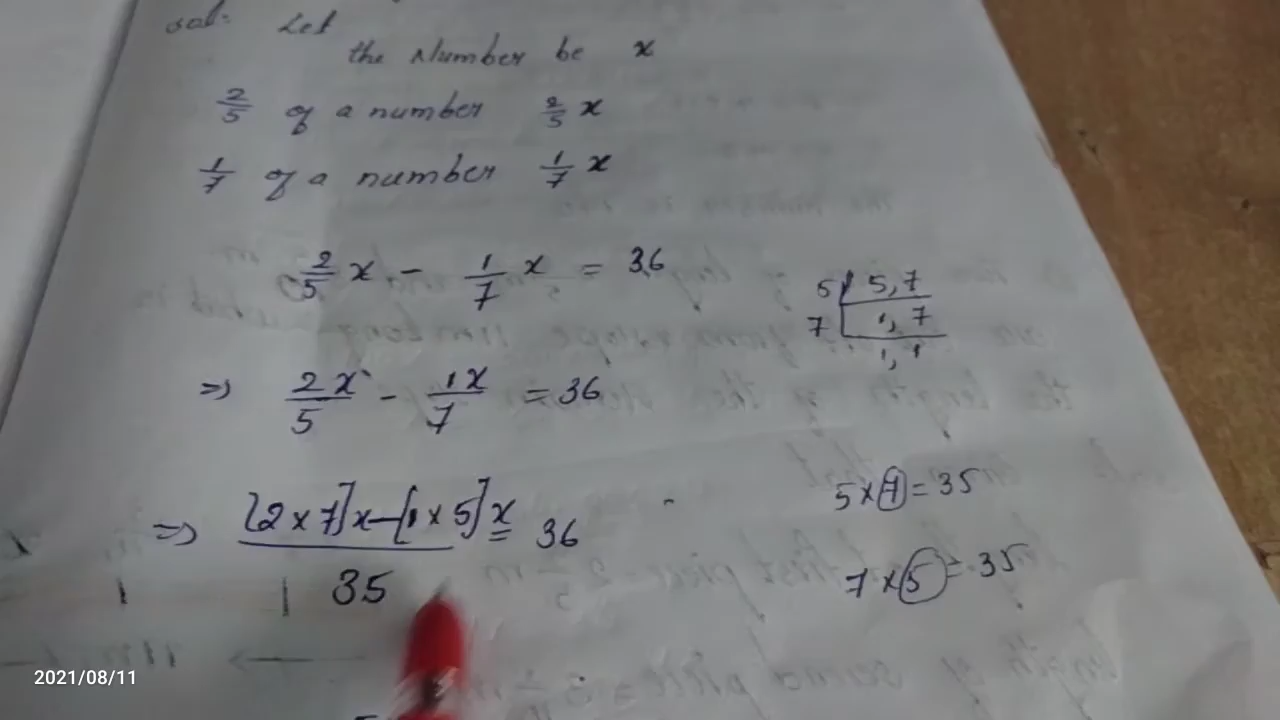 sol: Let
the Number be x
2/5 of a number 2/5 x
1/7 of a number 1/7 x
2/5 x - 1/7 x = 36
5 | 5, 7
7 | 1, 7
1, 1
=> 2x/5 - 1x/7 = 36
=> [2 x 7]x-[1 x 5]x / 35 = 36
5 x 7 = 35
7 x 5 = 35
2021/08/11